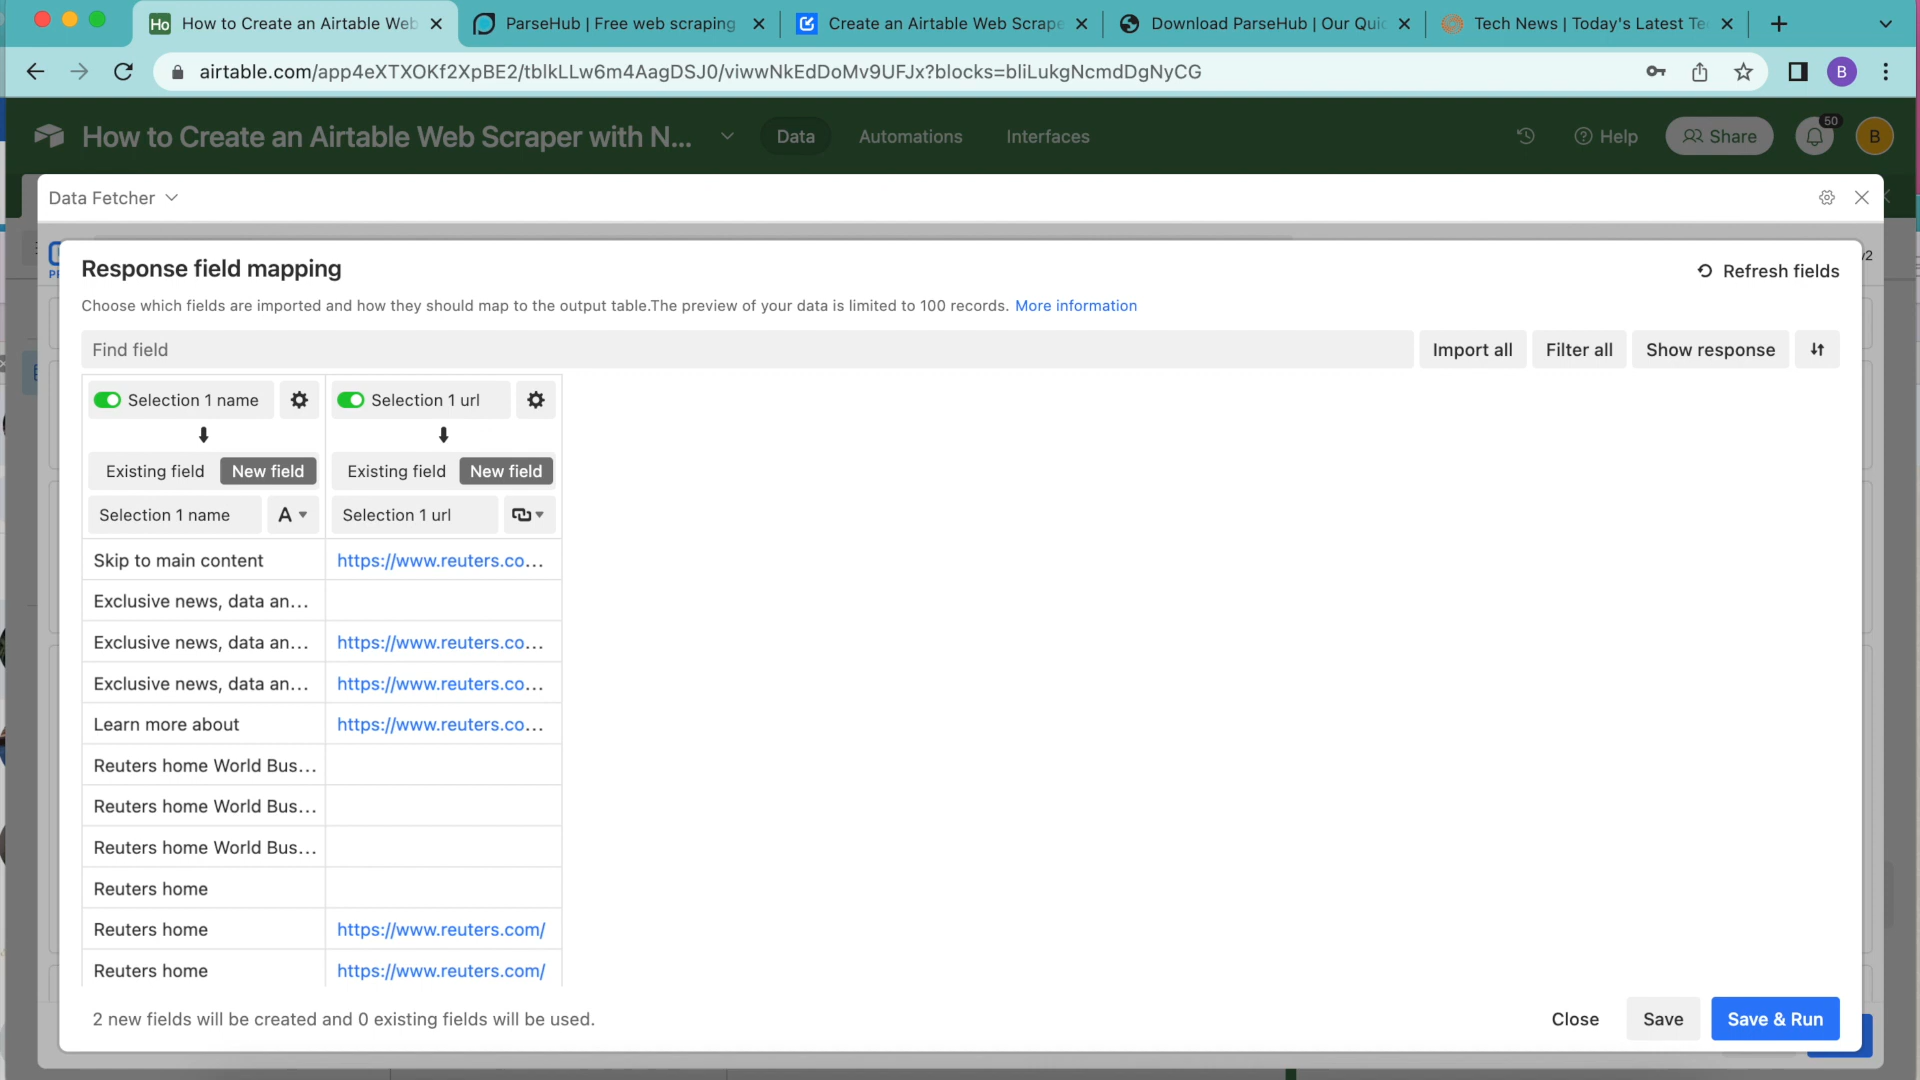 Ho How to Create an Airtable Web
ParseHub | Free web scraping
Create an Airtable Web Scrape
Download ParseHub | Our Quic
Tech News | Today's Latest Te
airtable.com/app4eXTXOKf2XpBE2/tblkLLw6m4AagDSJ0/viwwNkEdDoMv9UFJx?blocks=bliLukgNcmdDgNyCG
B
How to Create an Airtable Web Scraper with N...
Data
Automations
Interfaces
Help
Share
50
B
Data Fetcher
Response field mapping
Refresh fields
Choose which fields are imported and how they should map to the output table.The preview of your data is limited to 100 records. More information
Find field
Import all
Filter all
Show response
Selection 1 name
Selection 1 url
Existing field New field
Existing field New field
Selection 1 name A
Selection 1 url
Skip to main content https://www.reuters.co...
Exclusive news, data an...
Exclusive news, data an... https://www.reuters.co...
Exclusive news, data an... https://www.reuters.co...
Learn more about https://www.reuters.co...
Reuters home World Bus...
Reuters home World Bus...
Reuters home World Bus...
Reuters home
Reuters home https://www.reuters.com/
Reuters home https://www.reuters.com/
2 new fields will be created and 0 existing fields will be used.
Close
Save
Save & Run